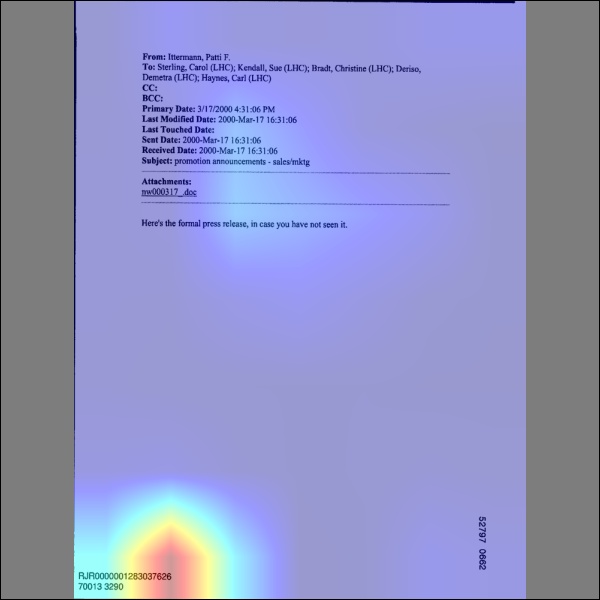 From: Ittermann, Patti F.
To: Sterling, Carol (LHC); Kendall, Sue (LHC); Bradt, Christine (LHC); Deriso,
Demetra (LHC); Haynes, Carl (LHC)
CC:
BCC:
Primary Date: 3/17/2000 4:31:06 PM
Last Modified Date: 2000-Mar-17 16:31:06
Last Touched Date:
Sent Date: 2000-Mar-17 16:31:06
Received Date: 2000-Mar-17 16:31:06
Subject: promotion announcements - sales/mktg
Attachments:
nw000317_.doc
Here's the formal press release, in case you have not seen it.
52797 0662
RJR0000001283037626
70013 3290